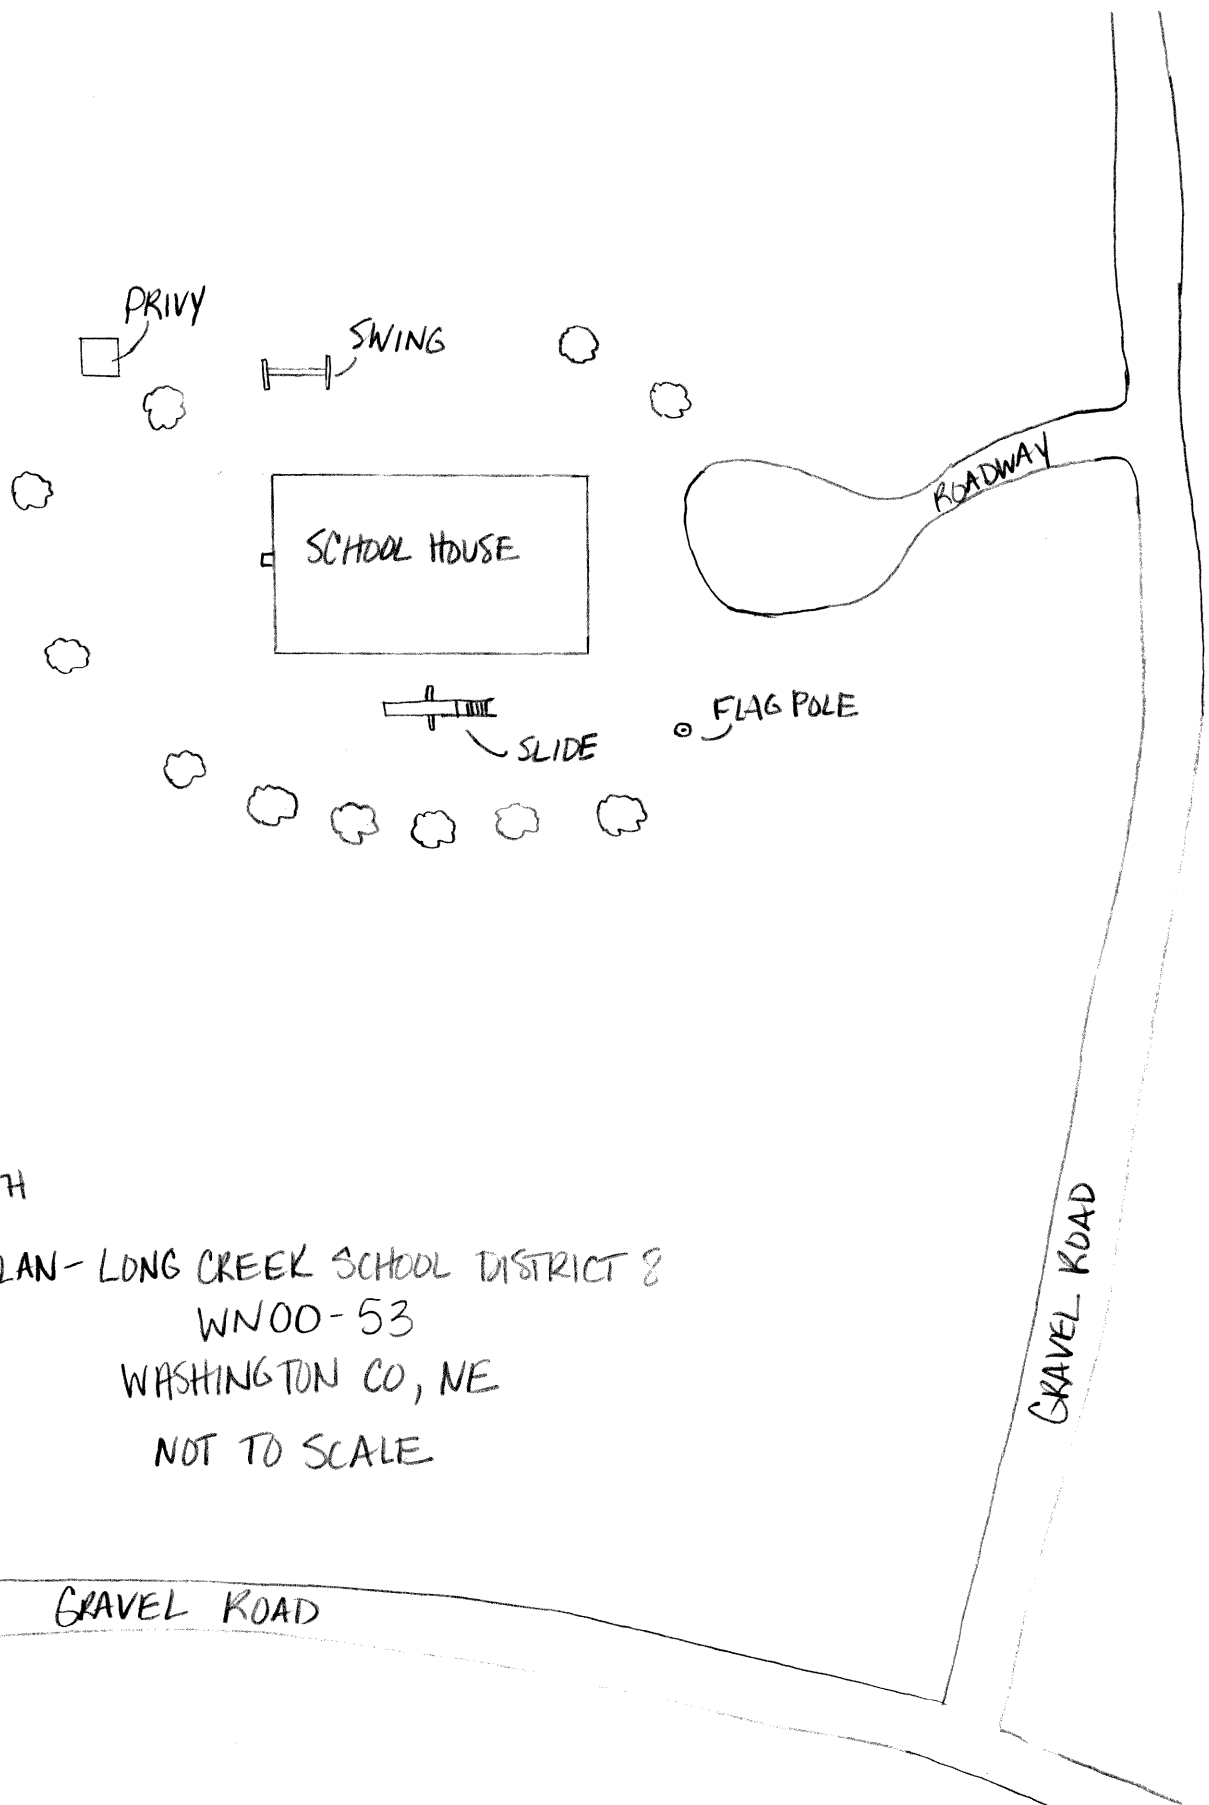 PRIVY
SWING
ROADWAY
SCHOOL HOUSE
FLAG POLE
SLIDE
TH
LAN- LONG CREEK SCHOOL DISTRICT 8
WN00-53
WASHINGTON CO, NE
NOT TO SCALE
GRAVEL ROAD
GRAVEL ROAD